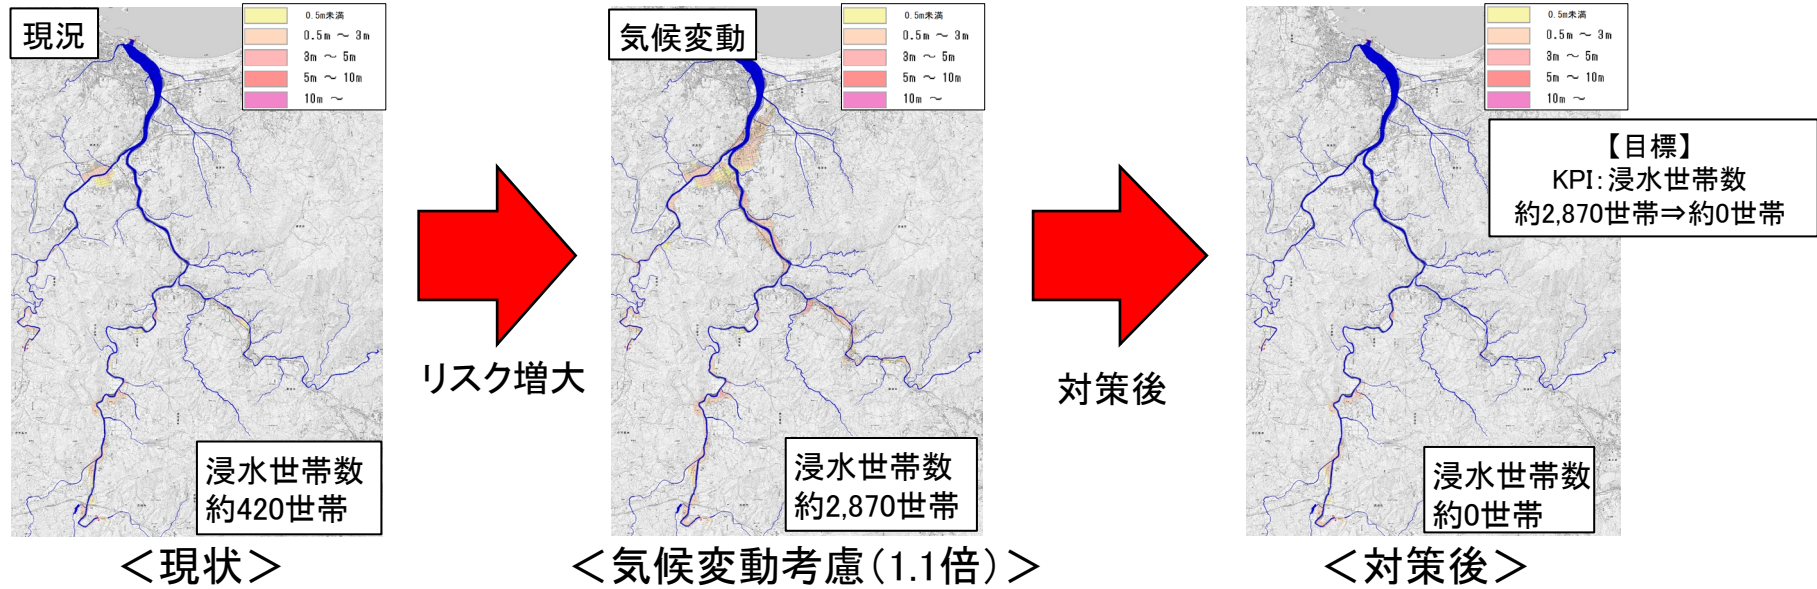 現況
0.5m未満
0.5m ～ 3m
3m ～ 5m
5m ～ 10m
10m ～
浸水世帯数
約420世帯
＜現状＞
リスク増大
気候変動
0.5m未満
0.5m ～ 3m
3m ～ 5m
5m ～ 10m
10m ～
浸水世帯数
約2,870世帯
＜気候変動考慮（1.1倍）＞
対策後
0.5m未満
0.5m ～ 3m
3m ～ 5m
5m ～ 10m
10m ～
【目標】
KPI：浸水世帯数
約2,870世帯⇒約0世帯
浸水世帯数
約0世帯
＜対策後＞